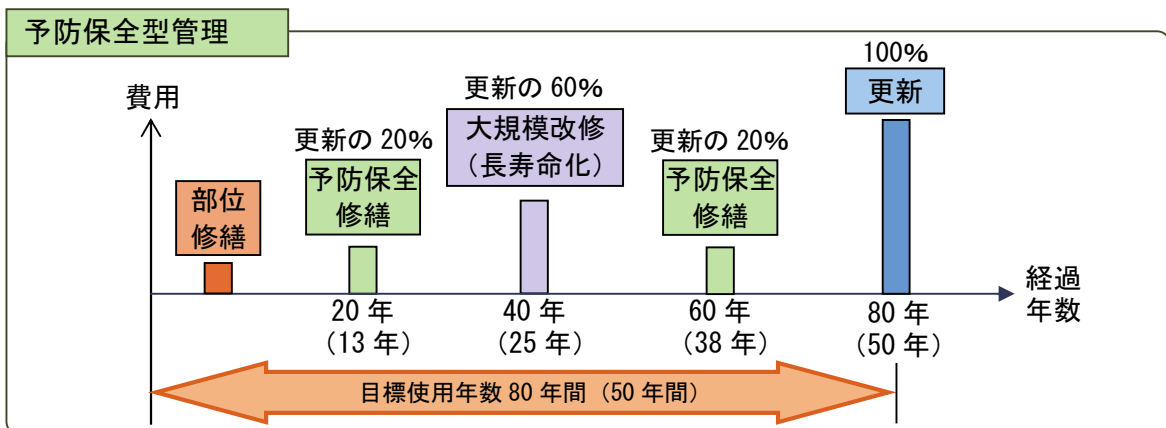 予防保全型管理
費用
部位
修繕
更新の 20%
予防保全
修繕
更新の 60%
大規模改修
（長寿命化）
更新の 20%
予防保全
修繕
100%
更新
経過
年数
20 年
（13 年）
40 年
（25 年）
60 年
（38 年）
80 年
（50 年）
目標使用年数 80 年間（50 年間）